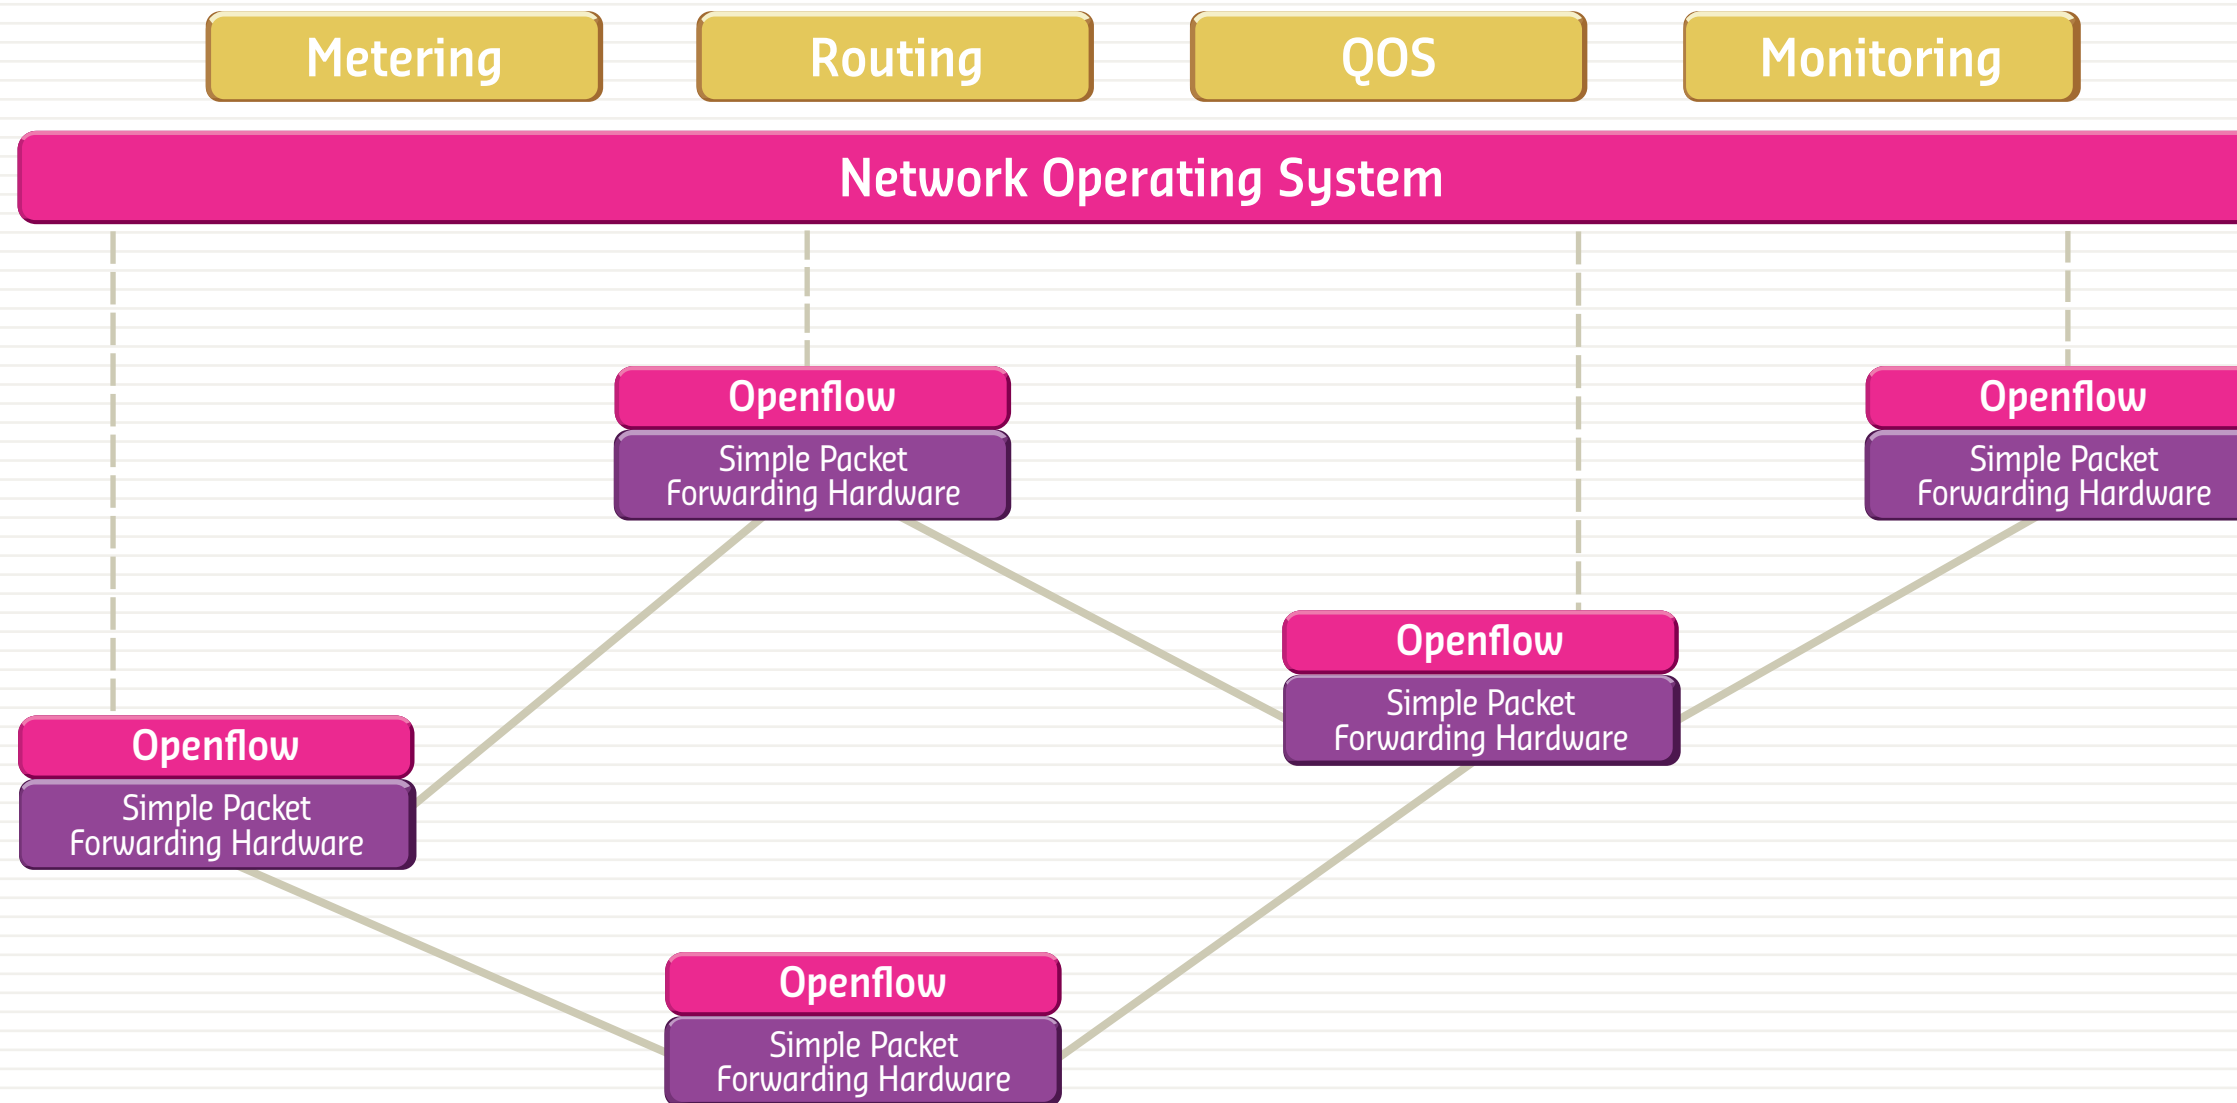 Metering
Routing
QOS
Monitoring
Network Operating System
Openflow
Simple Packet
Forwarding Hardware
Openflow
Simple Packet
Forwarding Hardware
Openflow
Simple Packet
Forwarding Hardware
Openflow
Simple Packet
Forwarding Hardware
Openflow
Simple Packet
Forwarding Hardware